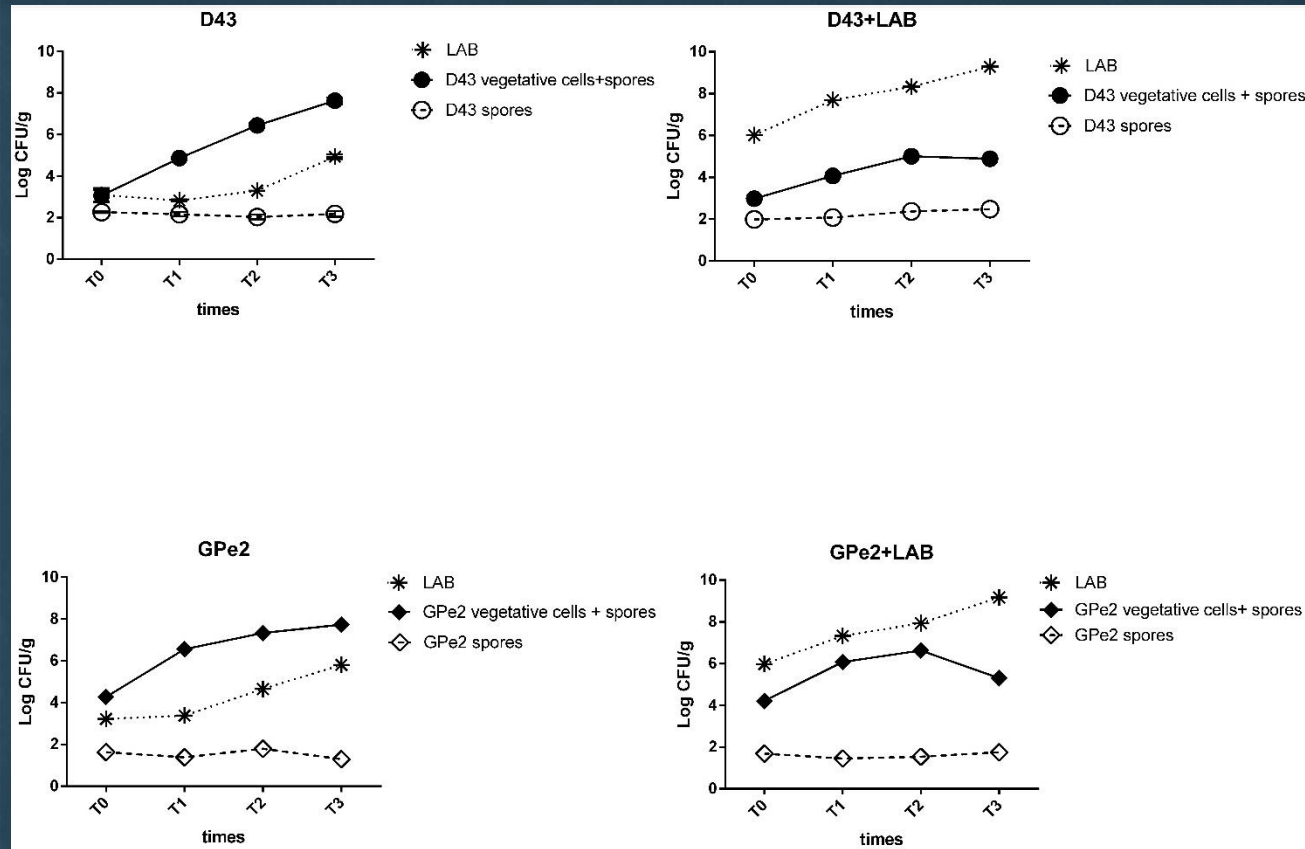 D43
10
8
6
4
2
0
Log CFU/g
T0
T1
T2
T3
times
LAB
D43 vegetative cells+spores
D43 spores
D43+LAB
10
8
6
4
2
0
Log CFU/g
T0
T1
T2
T3
times
LAB
D43 vegetative cells + spores
D43 spores
GPe2
10
8
6
4
2
0
Log CFU/g
T0
T1
T2
T3
times
LAB
GPe2 vegetative cells + spores
GPe2 spores
GPe2+LAB
10
8
6
4
2
0
Log CFU/g
T0
T1
T2
T3
times
LAB
GPe2 vegetative cells+ spores
GPe2 spores